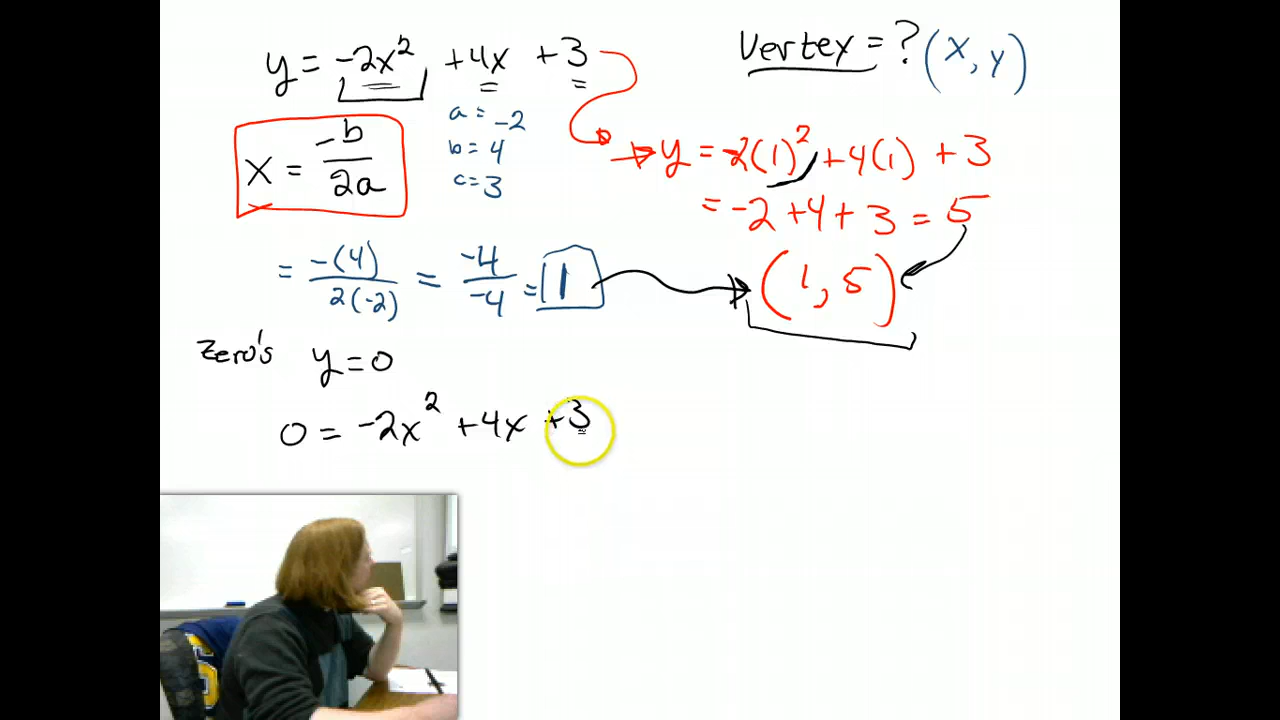 y = -2x² +4x +3
Vertex = ? (x, y)
x = -b/2a
a = -2
b = 4
c = 3
y = -2(1)² + 4(1) + 3
= -2 + 4 + 3 = 5
= -(4)/2(-2) = -4/-4 = 1
(1, 5)
Zero's y = 0
0 = -2x² +4x +3